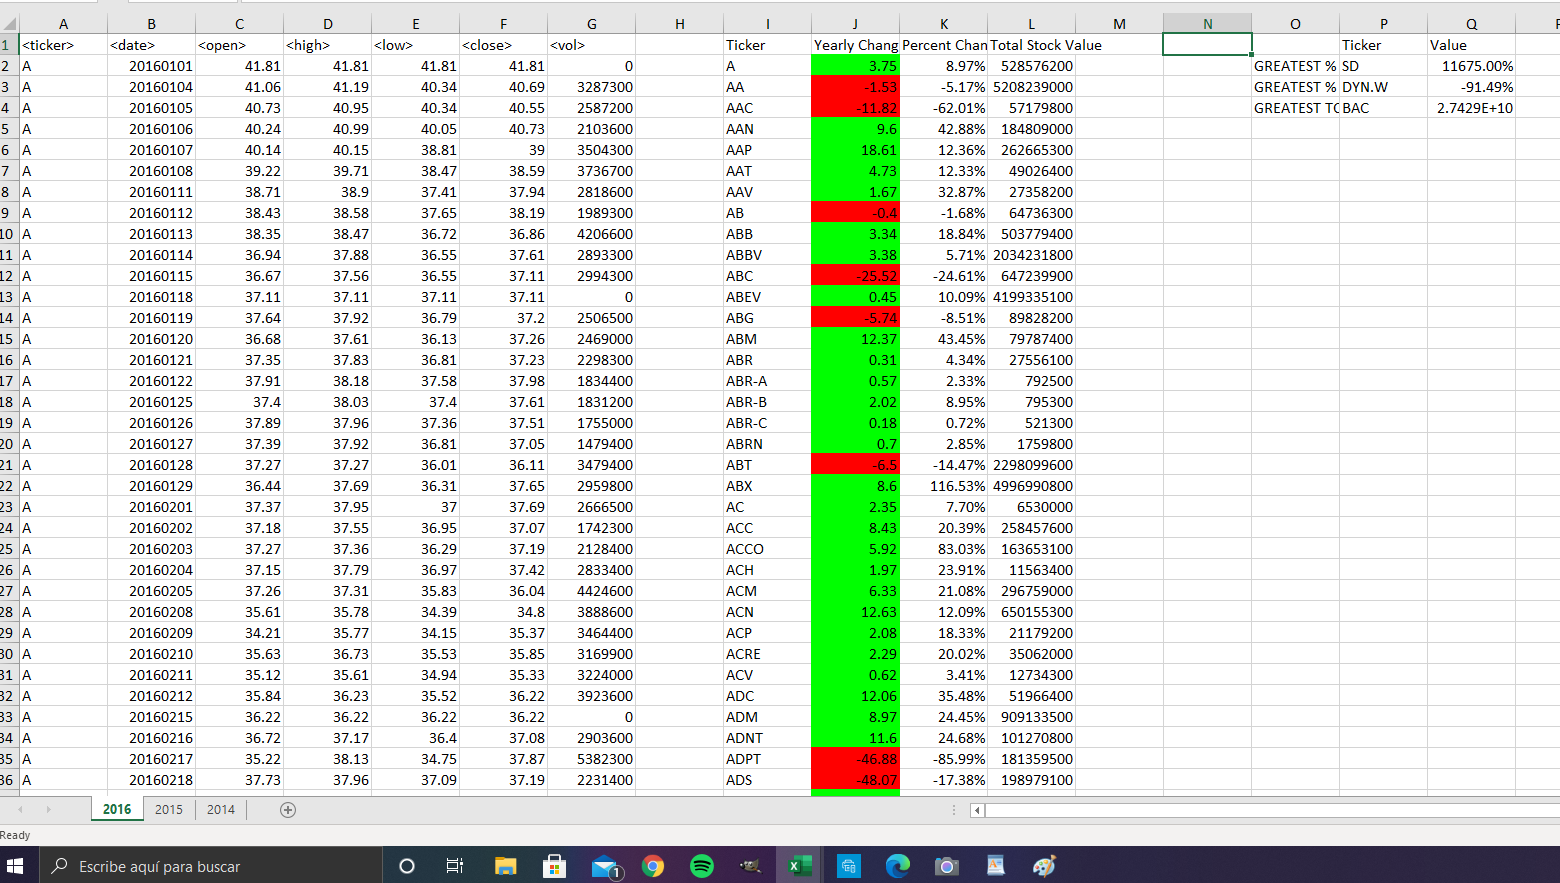 A B C D E F G H I J K L M N O P Q
1 <ticker> <date> <open> <high> <low> <close> <vol> Ticker Yearly Chang Percent Chan Total Stock Value Ticker Value
2 A 20160101 41.81 41.81 41.81 41.81 0 A 3.75 8.97% 528576200 GREATEST % SD 11675.00%
3 A 20160104 41.06 41.19 40.34 40.69 3287300 AA -1.53 -5.17% 5208239000 GREATEST % DYN.W -91.49%
4 A 20160105 40.73 40.95 40.34 40.55 2587200 AAC -11.82 -62.01% 57179800 GREATEST TO BAC 2.7429E+10
5 A 20160106 40.24 40.99 40.05 40.73 2103600 AAN 9.6 42.88% 184809000
6 A 20160107 40.14 40.15 38.81 39 3504300 AAP 18.61 12.36% 262665300
7 A 20160108 39.22 39.71 38.47 38.59 3736700 AAT 4.73 12.33% 49026400
8 A 20160111 38.71 38.9 37.41 37.94 2818600 AAV 1.67 32.87% 27358200
9 A 20160112 38.43 38.58 37.65 38.19 1989300 AB -0.4 -1.68% 64736300
10 A 20160113 38.35 38.47 36.72 36.86 4206600 ABB 3.34 18.84% 503779400
11 A 20160114 36.94 37.88 36.55 37.61 2893300 ABBV 3.38 5.71% 2034231800
12 A 20160115 36.67 37.56 36.55 37.11 2994300 ABC -25.52 -24.61% 647239900
13 A 20160118 37.11 37.11 37.11 37.11 0 ABEV 0.45 10.09% 4199335100
14 A 20160119 37.64 37.92 36.79 37.2 2506500 ABG -5.74 -8.51% 89828200
15 A 20160120 36.68 37.61 36.13 37.26 2469000 ABM 12.37 43.45% 79787400
16 A 20160121 37.35 37.83 36.81 37.23 2298300 ABR 0.31 4.34% 27556100
17 A 20160122 37.91 38.18 37.58 37.98 1834400 ABR-A 0.57 2.33% 792500
18 A 20160125 37.4 38.03 37.4 37.61 1831200 ABR-B 2.02 8.95% 795300
19 A 20160126 37.89 37.96 37.36 37.51 1755000 ABR-C 0.18 0.72% 521300
20 A 20160127 37.39 37.92 36.81 37.05 1479400 ABRN 0.7 2.85% 1759800
21 A 20160128 37.27 37.27 36.01 36.11 3479400 ABT -6.5 -14.47% 2298099600
22 A 20160129 36.44 37.69 36.31 37.65 2959800 ABX 8.6 116.53% 4996990800
23 A 20160201 37.37 37.95 37 37.69 2666500 AC 2.35 7.70% 6530000
24 A 20160202 37.18 37.55 36.95 37.07 1742300 ACC 8.43 20.39% 258457600
25 A 20160203 37.27 37.36 36.29 37.19 2128400 ACCO 5.92 83.03% 163653100
26 A 20160204 37.15 37.79 36.97 37.42 2833400 ACH 1.97 23.91% 11563400
27 A 20160205 37.26 37.31 35.83 36.04 4424600 ACM 6.33 21.08% 296759000
28 A 20160208 35.61 35.78 34.39 34.8 3888600 ACN 12.63 12.09% 650155300
29 A 20160209 34.21 35.77 34.15 35.37 3464400 ACP 2.08 18.33% 21179200
30 A 20160210 35.63 36.73 35.53 35.85 3169900 ACRE 2.29 20.02% 35062000
31 A 20160211 35.12 35.61 34.94 35.33 3224000 ACV 0.62 3.41% 12734300
32 A 20160212 35.84 36.23 35.52 36.22 3923600 ADC 12.06 35.48% 51966400
33 A 20160215 36.22 36.22 36.22 36.22 0 ADM 8.97 24.45% 909133500
34 A 20160216 36.72 37.17 36.4 37.08 2903600 ADNT 11.6 24.68% 101270800
35 A 20160217 35.22 38.13 34.75 37.87 5382300 ADPT -46.88 -85.99% 181359500
36 A 20160218 37.73 37.96 37.09 37.19 2231400 ADS -48.07 -17.38% 198979100
2016 2015 2014
Ready
Escribe aquí para buscar 1